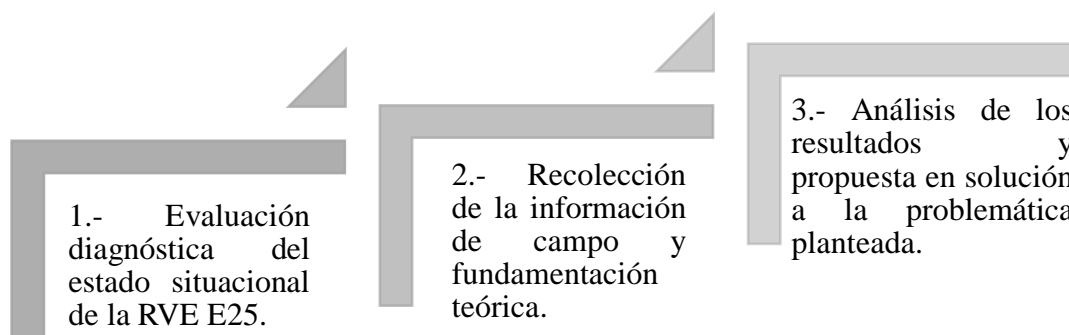 1.- Evaluación
diagnóstica del
estado situacional
de la RVE E25.
2.- Recolección
de la información
de campo y
fundamentación
teórica.
3.- Análisis de los
resultados y
propuesta en solución
a la problemática
planteada.